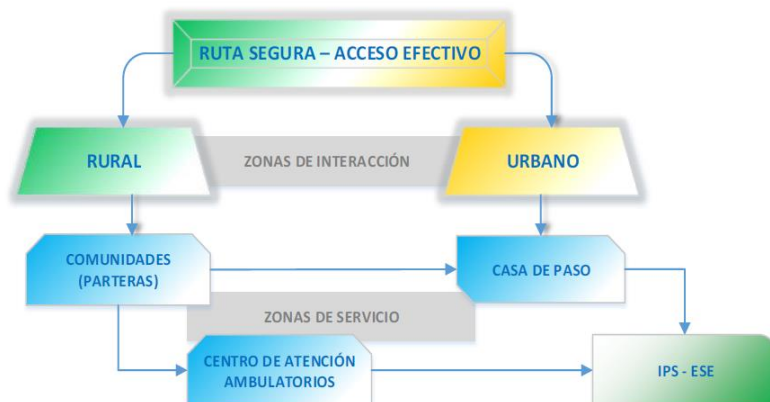 RUTA SEGURA – ACCESO EFECTIVO
RURAL
ZONAS DE INTERACCIÓN
URBANO
COMUNIDADES
(PARTERAS)
CASA DE PASO
ZONAS DE SERVICIO
CENTRO DE ATENCIÓN
AMBULATORIOS
IPS - ESE